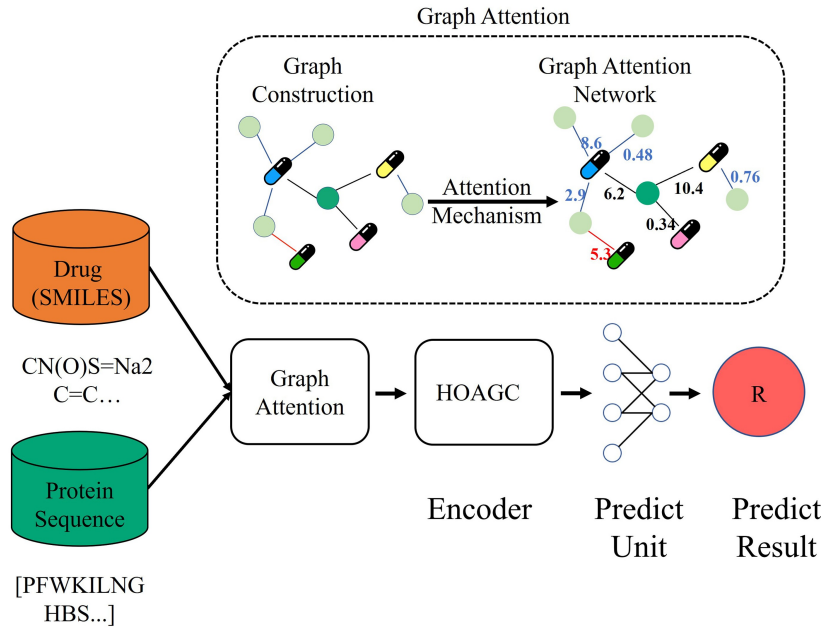 Graph Attention
Graph
Construction
Graph Attention
Network
8.6
0.48
2.9
6.2
10.4
0.76
0.34
5.3
Attention
Mechanism
Drug
(SMILES)
CN(O)S=Na2
C=C…
Protein
Sequence
[PFWKILNG
HBS...]
Graph
Attention
HOAGC
R
Encoder
Predict
Unit
Predict
Result